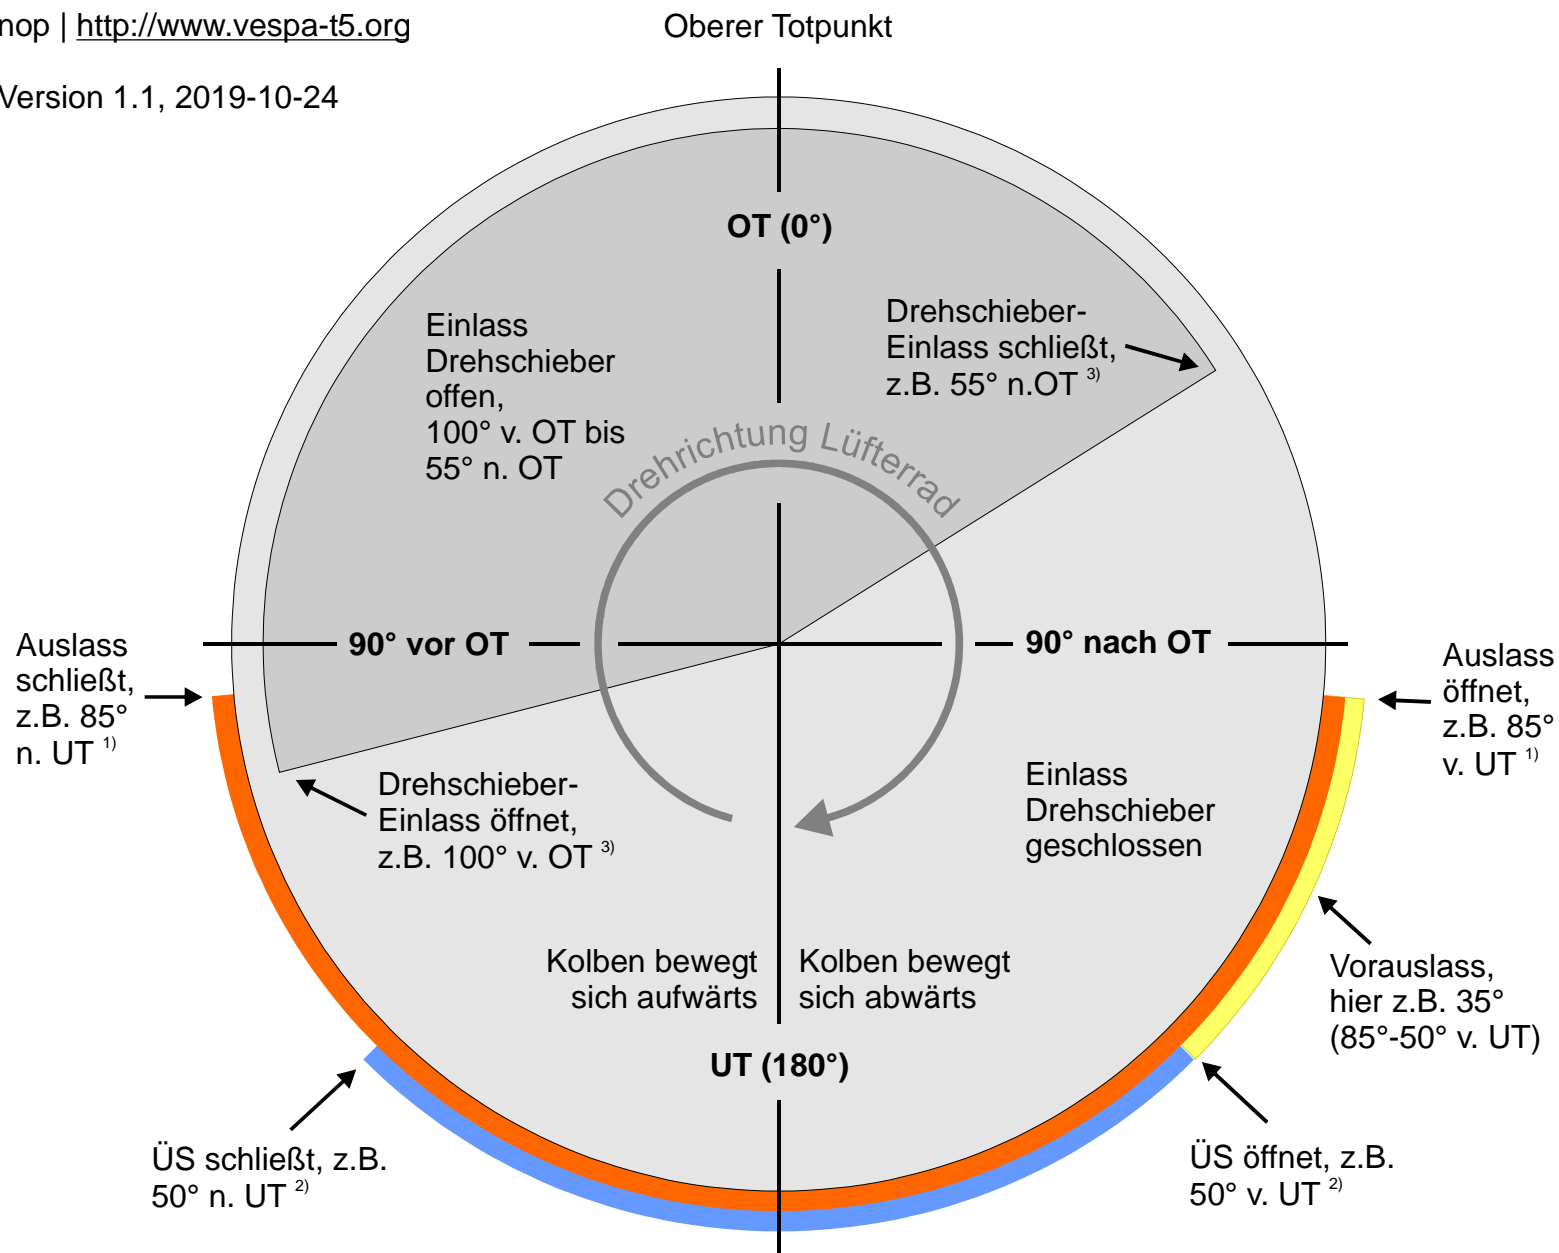 nop | http://www.vespa-t5.org
Oberer Totpunkt
Version 1.1, 2019-10-24
OT (0°)
Einlass
Drehschieber
offen,
100° v. OT bis
55° n. OT
Drehschieber-
Einlass schließt,
z.B. 55° n.OT 3)
Drehrichtung Lüfterrad
90° vor OT
90° nach OT
Auslass
schließt,
z.B. 85°
n. UT 1)
Auslass
öffnet,
z.B. 85°
v. UT 1)
Drehschieber-
Einlass öffnet,
z.B. 100° v. OT 3)
Einlass
Drehschieber
geschlossen
Kolben bewegt
sich aufwärts
Kolben bewegt
sich abwärts
Vorauslass,
hier z.B. 35°
(85°-50° v. UT)
UT (180°)
ÜS schließt, z.B.
50° n. UT 2)
ÜS öffnet, z.B.
50° v. UT 2)